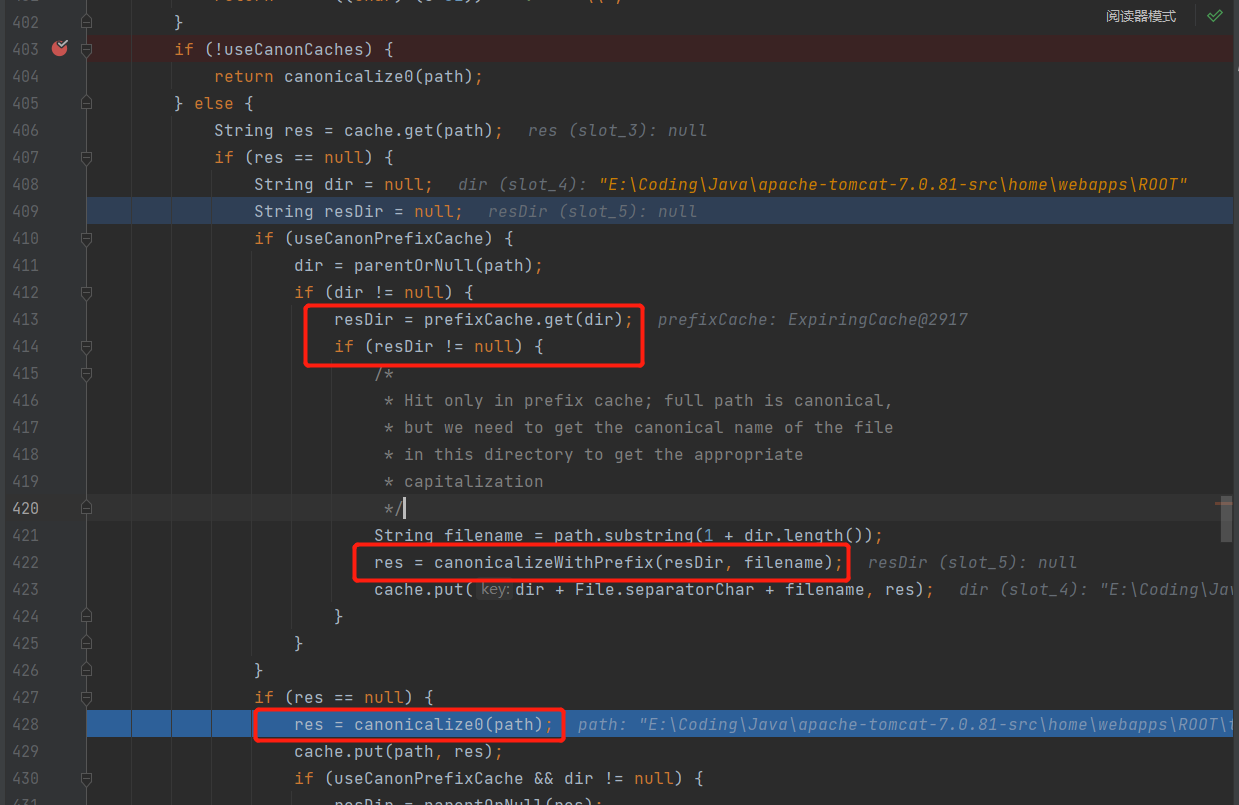 阅读器模式
402 }
403 if (!useCanonCaches) {
404 return canonicalize0(path);
405 } else {
406 String res = cache.get(path); res (slot_3): null
407 if (res == null) {
408 String dir = null; dir (slot_4): "E:\Coding\Java\apache-tomcat-7.0.81-src\home\webapps\ROOT"
409 String resDir = null; resDir (slot_5): null
410 if (useCanonPrefixCache) {
411 dir = parentOrNull(path);
412 if (dir != null) {
413 resDir = prefixCache.get(dir); prefixCache: ExpiringCache@2917
414 if (resDir != null) {
415 /*
416 * Hit only in prefix cache; full path is canonical,
417 * but we need to get the canonical name of the file
418 * in this directory to get the appropriate
419 * capitalization
420 */
421 String filename = path.substring(1 + dir.length());
422 res = canonicalizeWithPrefix(resDir, filename); resDir (slot_5): null
423 cache.put( key: dir + File.separatorChar + filename, res); dir (slot_4): "E:\Coding\Jav
424 }
425 }
426 }
427 if (res == null) {
428 res = canonicalize0(path); path: "E:\Coding\Java\apache-tomcat-7.0.81-src\home\webapps\ROOT\
429 cache.put(path, res);
430 if (useCanonPrefixCache && dir != null) {
431 resDir = parentOrNull(res);